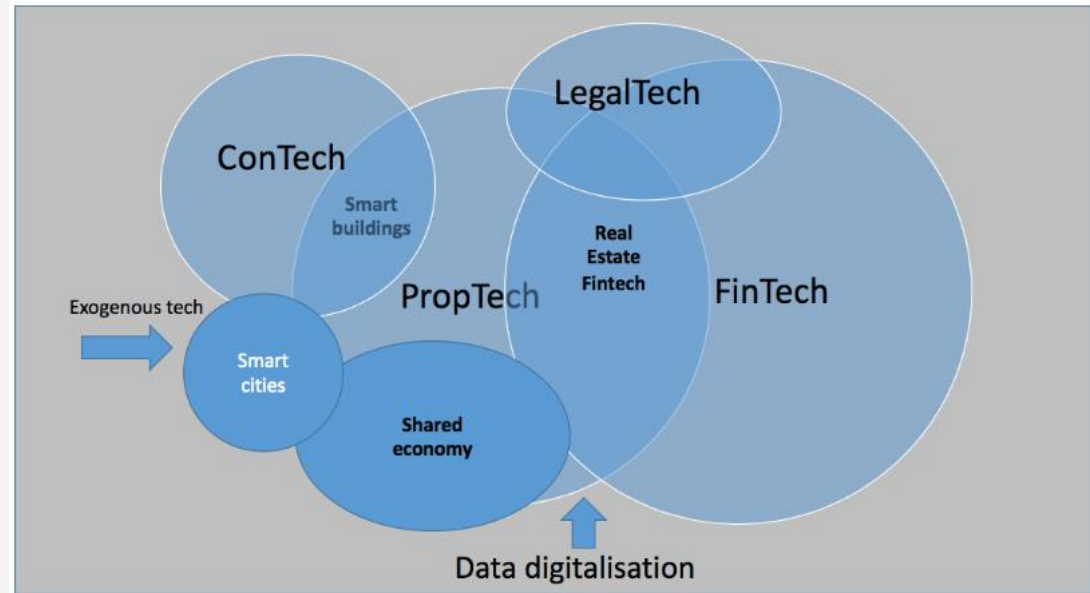 LegalTech
ConTech
Smart
buildings
Real
Estate
Fintech
PropTech
FinTech
Exogenous tech
Smart
cities
Shared
economy
Data digitalisation